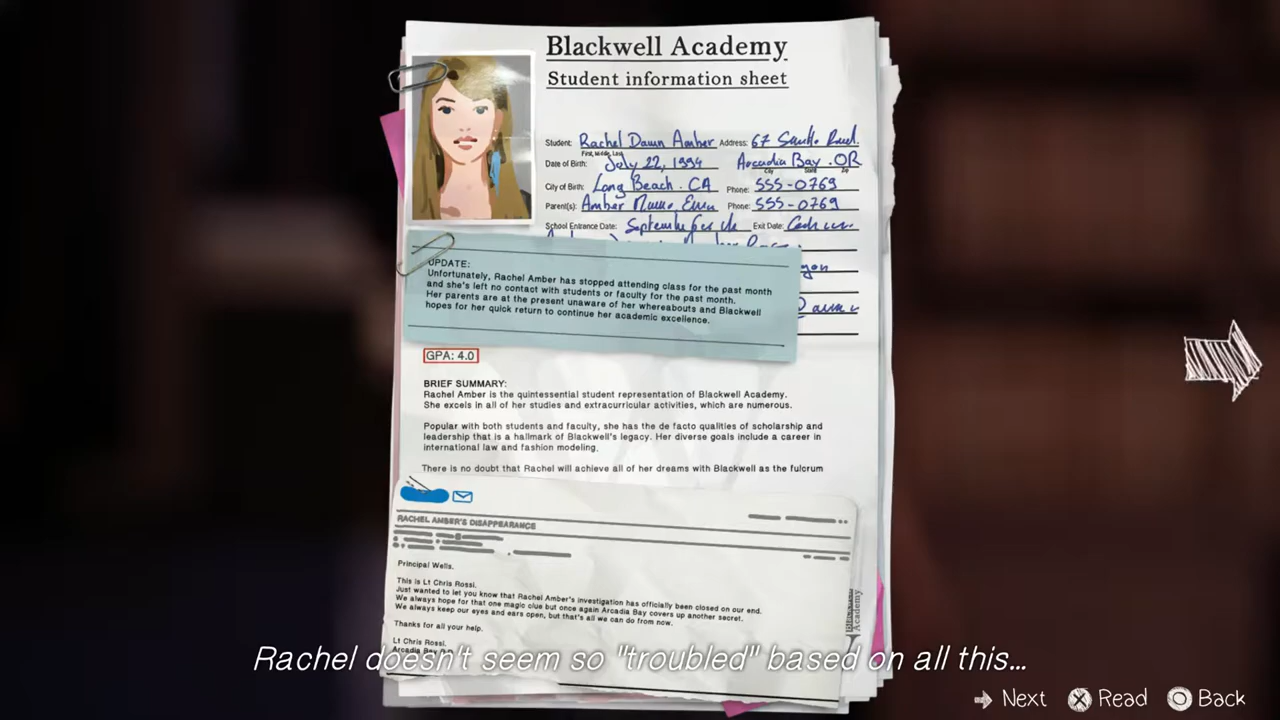 Blackwell Academy
Student information sheet
Student: Rachel Dawn Amber Address: 67
First, Middle, Last
Date of Birth: July 22, 1994 Arcadia Bay . OR
City State Zip
City of Birth: Long Beach . CA Phone: 555-0769
Parent(s): Amber Phone: 555-0769
School Entrance Date: Exit Date:
UPDATE:
Unfortunately, Rachel Amber has stopped attending class for the past month
and she's left no contact with students or faculty for the past month.
Her parents are at the present unaware of her whereabouts and Blackwell
hopes for her quick return to continue her academic excellence.
GPA: 4.0
BRIEF SUMMARY:
Rachel Amber is the quintessential student representation of Blackwell Academy.
She excels in all of her studies and extracurricular activities, which are numerous.
Popular with both students and faculty, she has the de facto qualities of scholarship and
leadership that is a hallmark of Blackwell's legacy. Her diverse goals include a career in
international law and fashion modeling.
There is no doubt that Rachel will achieve all of her dreams with Blackwell as the fulcrum
RACHEL AMBER'S DISAPPEARANCE
Principal Wells.
This is Lt Chris Rossi.
Just wanted to let you know that Rachel Amber's investigation has officially been closed on our end.
We always hope for that one magic clue but once again Arcadia Bay covers up another secret.
We always keep our eyes and ears open, but that's all we can do from now.
Thanks for all your help.
Lt Chris Rossi.
Arcadia Bay
Blackwell
Academy
Rachel doesn't seem so "troubled" based on all this...
Next Read Back